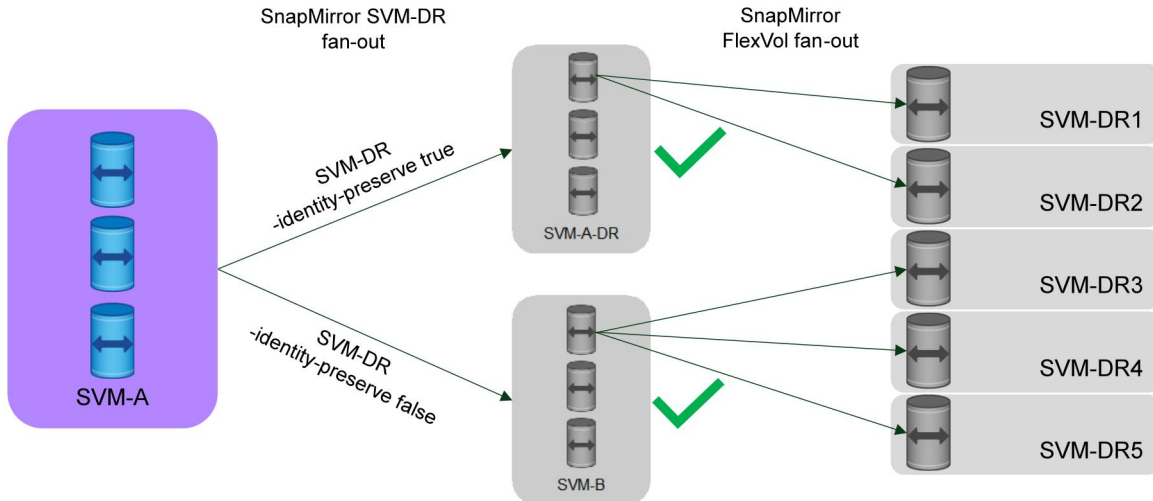 SnapMirror SVM-DR
fan-out
SnapMirror
FlexVol fan-out
SVM-A
SVM-DR
-identity-preserve true
SVM-DR
-identity-preserve false
SVM-A-DR
SVM-B
SVM-DR1
SVM-DR2
SVM-DR3
SVM-DR4
SVM-DR5